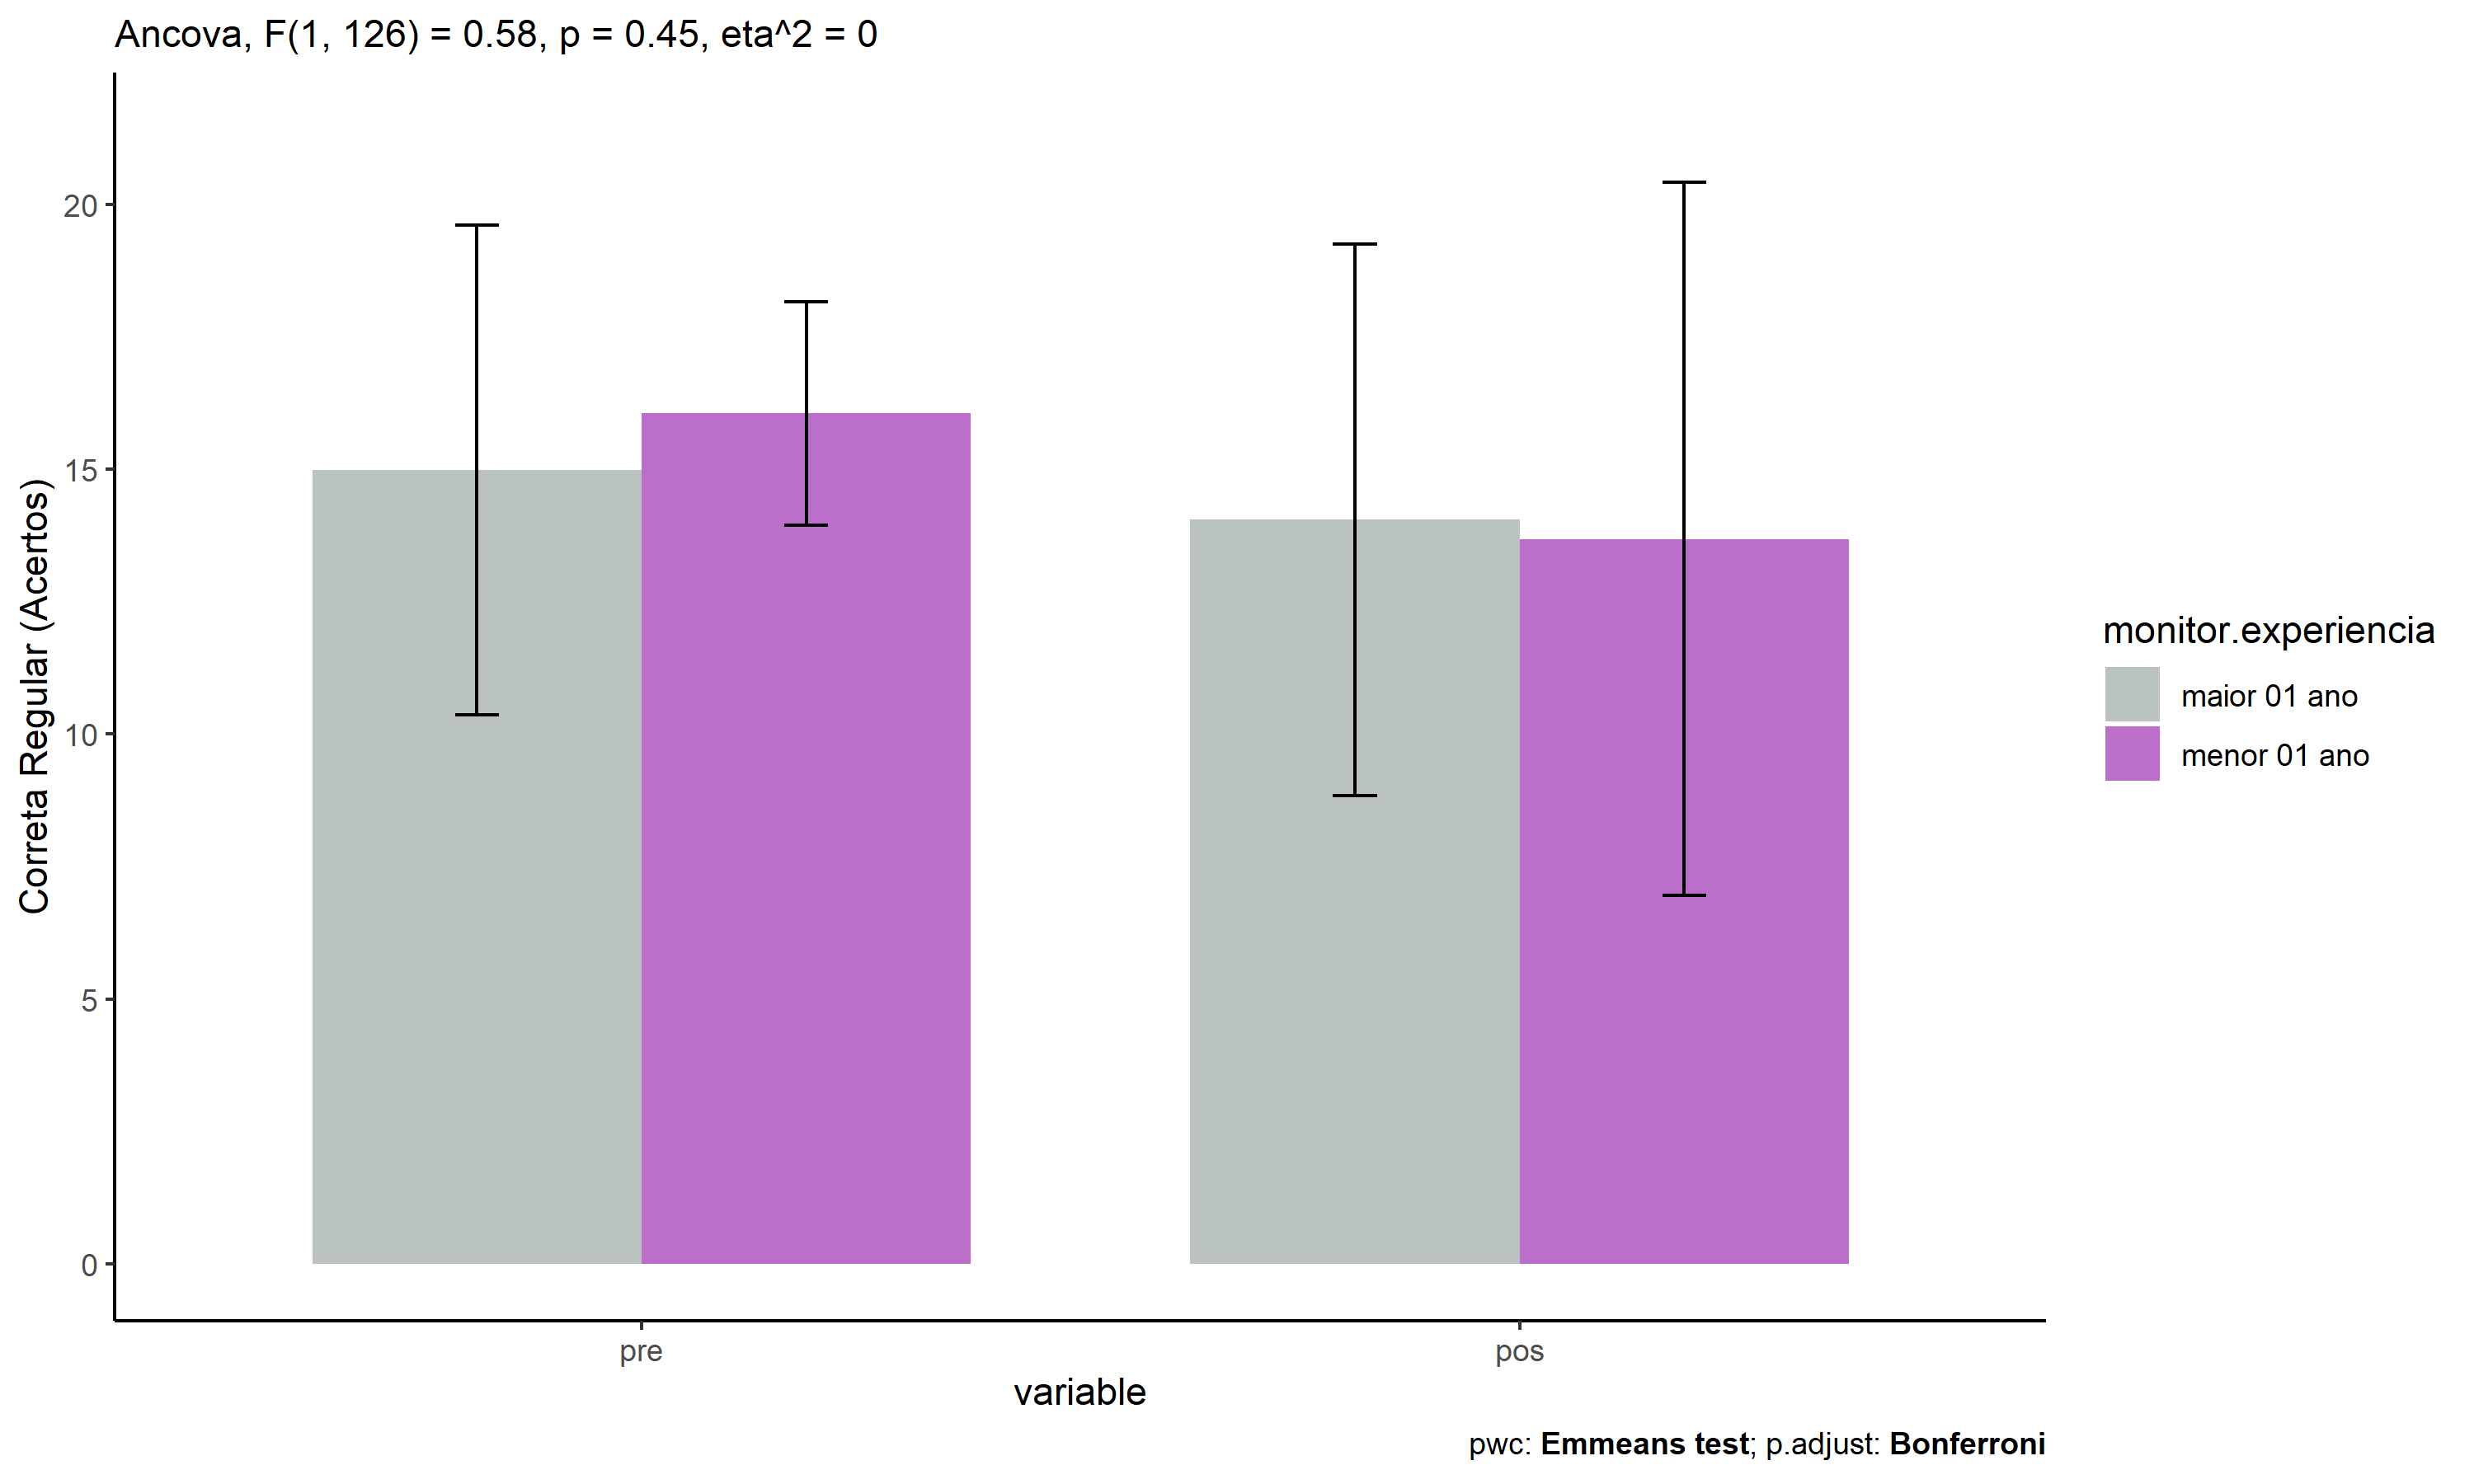 Ancova, F(1, 126) = 0.58, p = 0.45, eta^2 = 0
Correta Regular (Acertos)
20
15
10
5
0
pre
pos
variable
monitor.experiencia
maior 01 ano
menor 01 ano
pwc: Emmeans test; p.adjust: Bonferroni